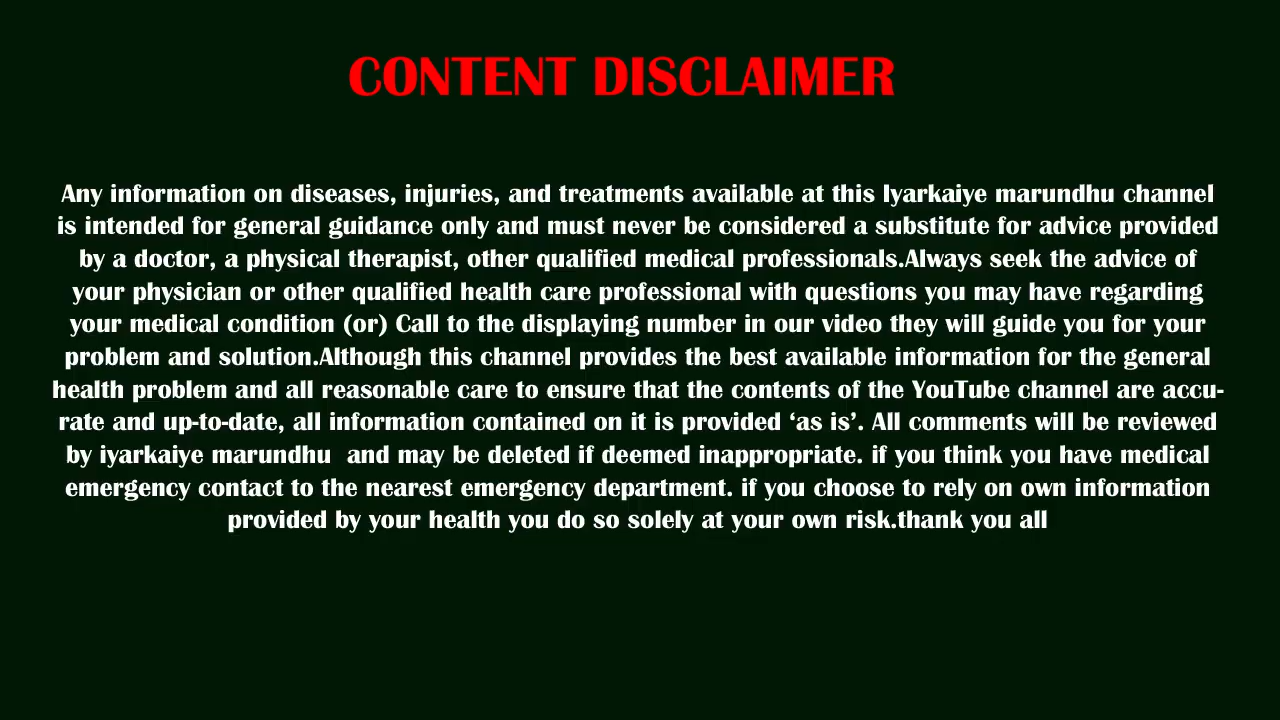 CONTENT DISCLAIMER
Any information on diseases, injuries, and treatments available at this Iyarkaiye marundhu channel
is intended for general guidance only and must never be considered a substitute for advice provided
by a doctor, a physical therapist, other qualified medical professionals.Always seek the advice of
your physician or other qualified health care professional with questions you may have regarding
your medical condition (or) Call to the displaying number in our video they will guide you for your
problem and solution.Although this channel provides the best available information for the general
health problem and all reasonable care to ensure that the contents of the YouTube channel are accu-
rate and up-to-date, all information contained on it is provided ‘as is’. All comments will be reviewed
by iyarkaiye marundhu  and may be deleted if deemed inappropriate. if you think you have medical
emergency contact to the nearest emergency department. if you choose to rely on own information
provided by your health you do so solely at your own risk.thank you all